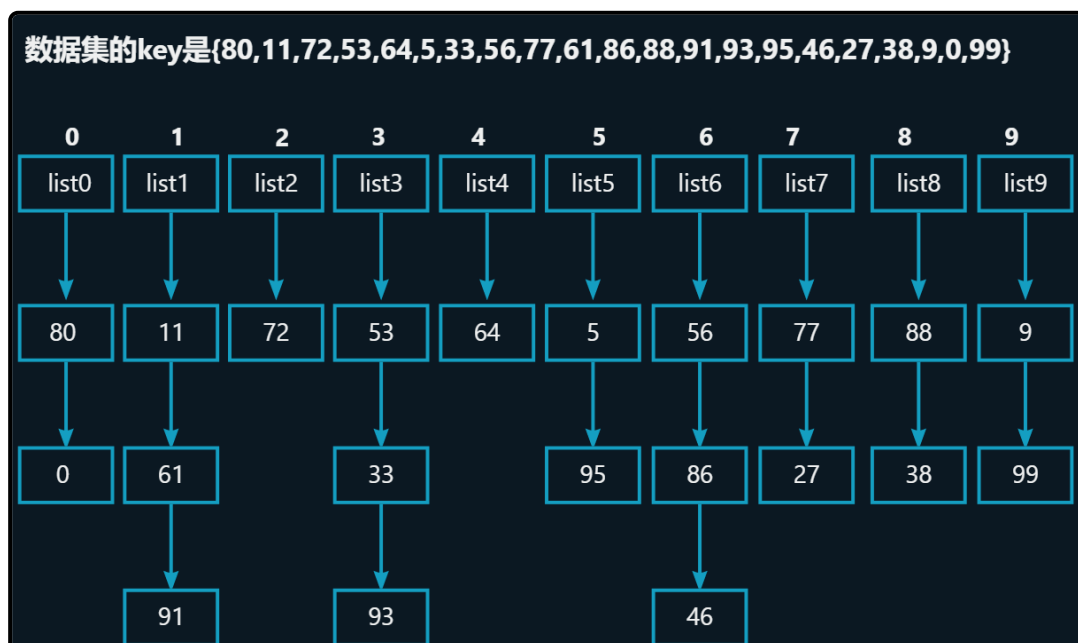 数据集的key是{80,11,72,53,64,5,33,56,77,61,86,88,91,93,95,46,27,38,9,0,99}
0 1 2 3 4 5 6 7 8 9
list0 list1 list2 list3 list4 list5 list6 list7 list8 list9
80 11 72 53 64 5 56 77 88 9
0 61 33 95 86 27 38 99
91 93 46